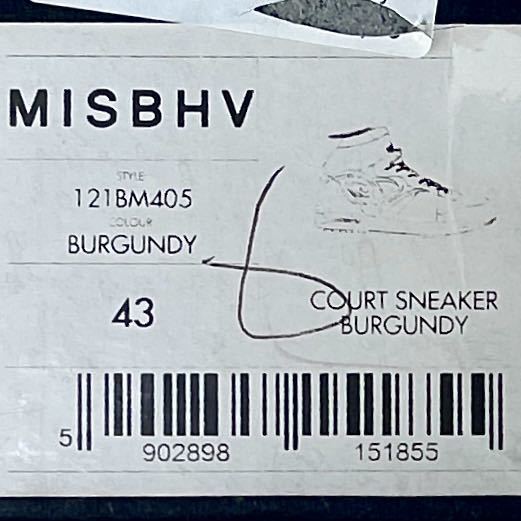 MISBHV
STYLE
121BM405
COLOUR
BURGUNDY
43
COURT SNEAKER
BURGUNDY
5 902898 151855